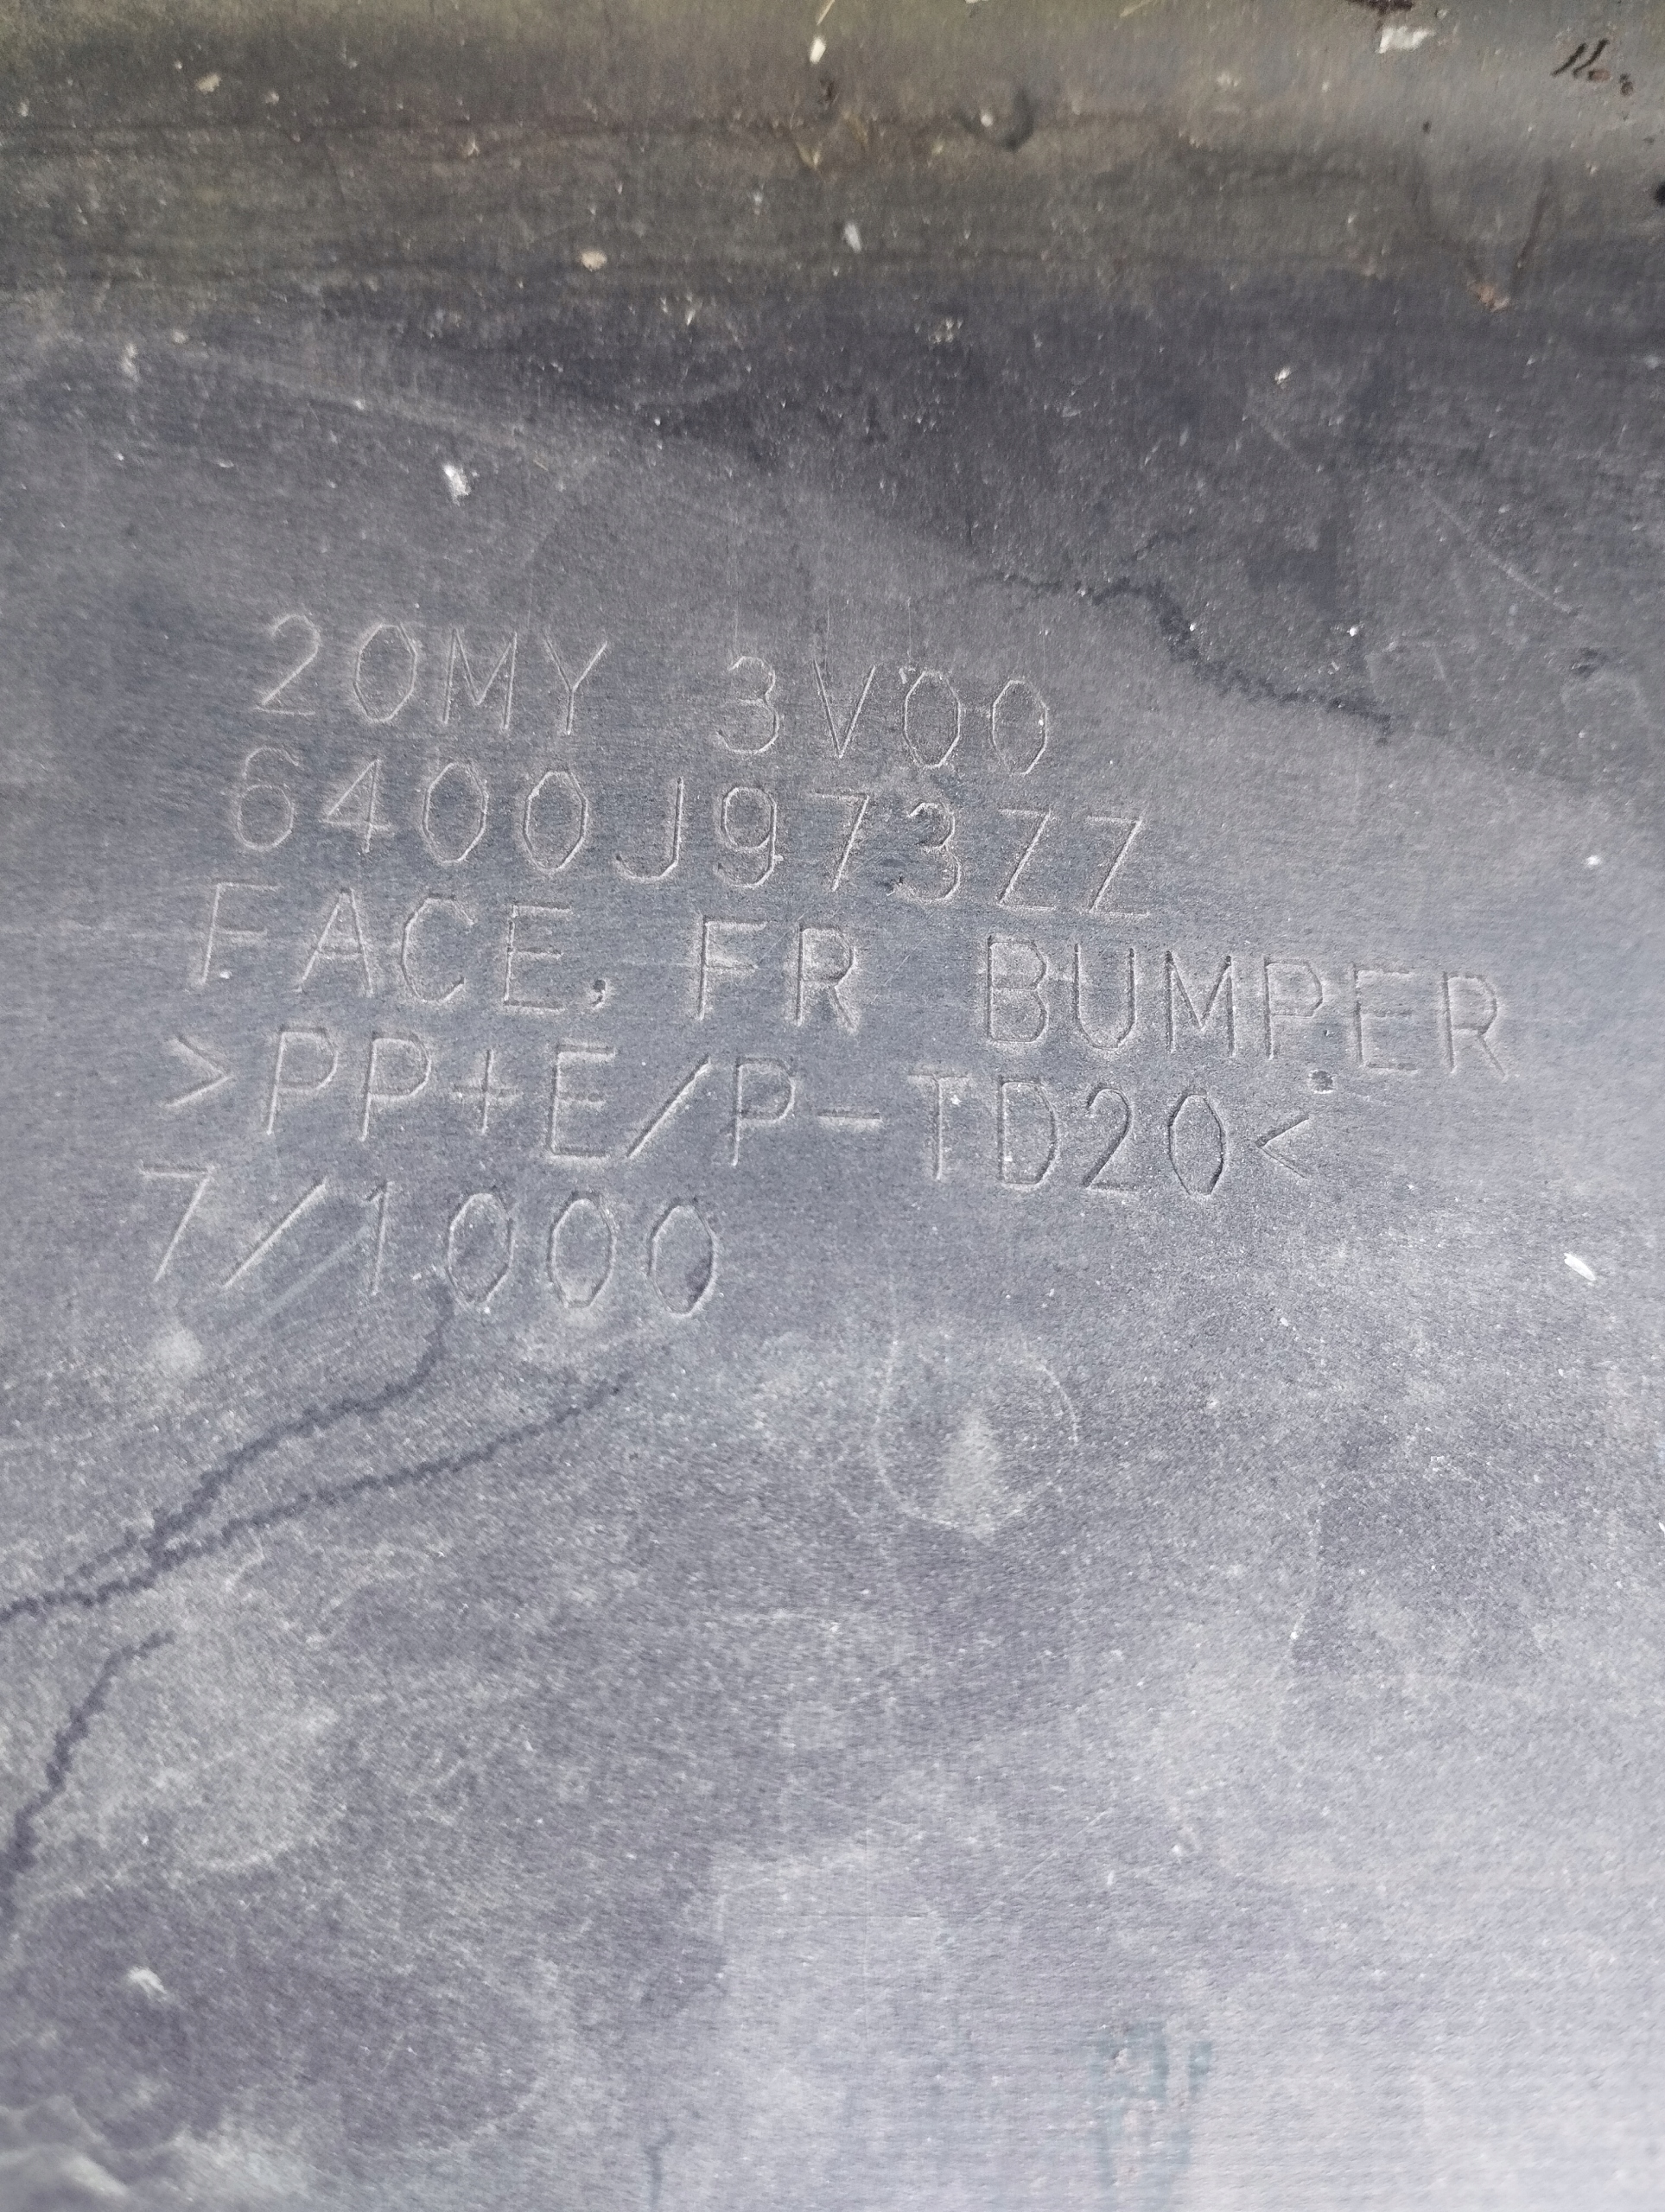 20MY 3V00
6400J973ZZ
FACE, FR BUMPER
>PP+E/P-TD20<
7/1000